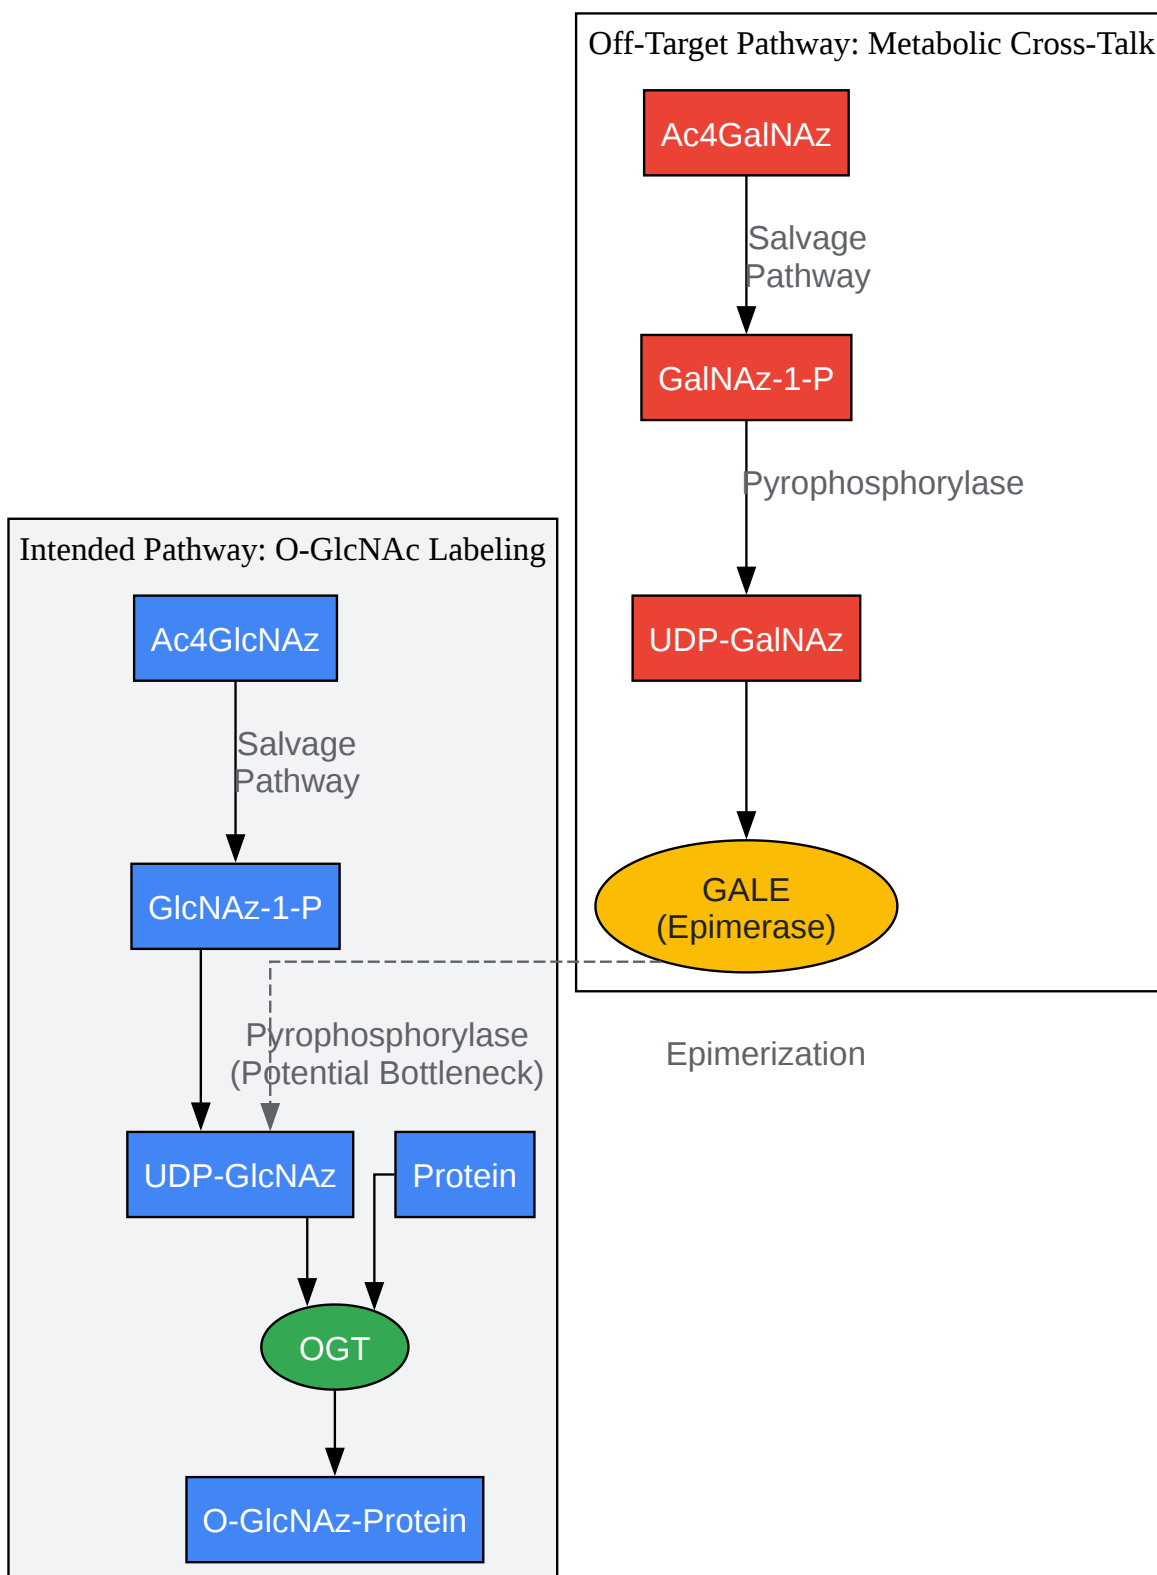 Off-Target Pathway: Metabolic Cross-Talk
Ac4GalNAz
Salvage
Pathway
GalNAz-1-P
Pyrophosphorylase
UDP-GalNAz
GALE
(Epimerase)
Epimerization
Intended Pathway: O-GlcNAc Labeling
Ac4GlcNAz
Salvage
Pathway
GlcNAz-1-P
Pyrophosphorylase
(Potential Bottleneck)
UDP-GlcNAz
Protein
OGT
O-GlcNAz-Protein